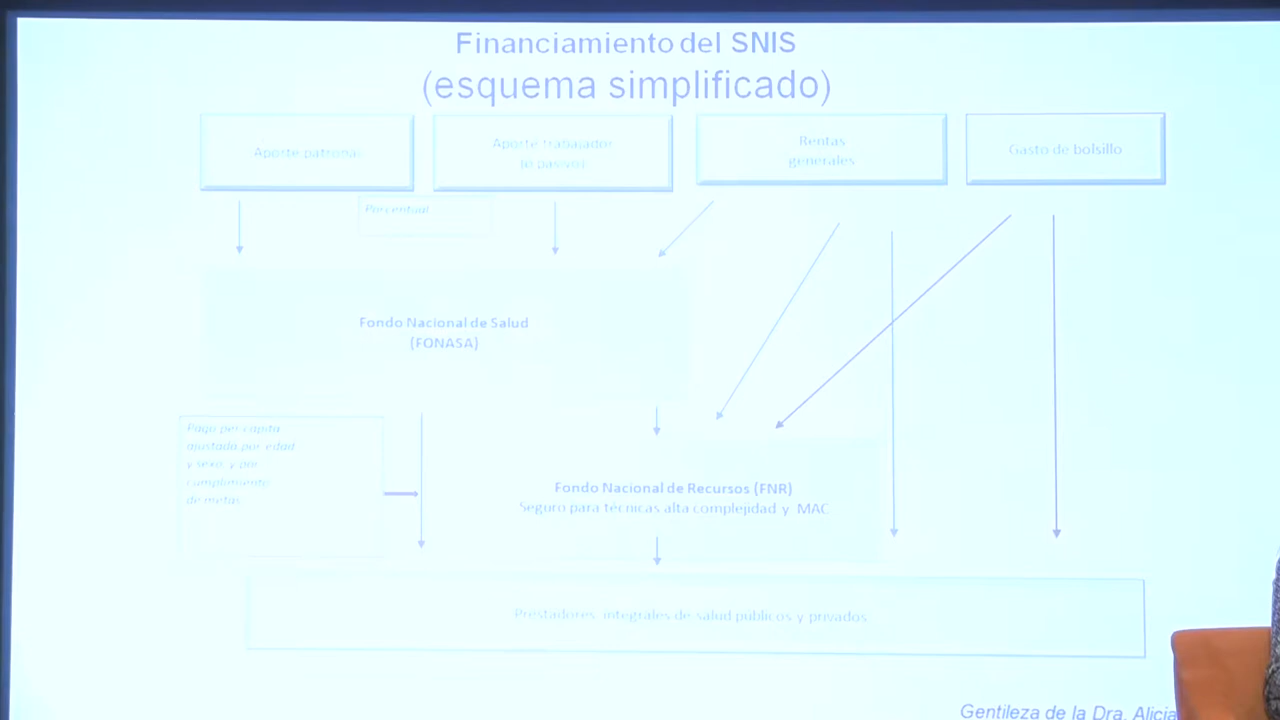 Financiamiento del SNIS
(esquema simplificado)
Aporte patronal
Aporte trabajador
(o pasivo)
Rentas
generales
Gasto de bolsillo
Porcentual
Fondo Nacional de Salud
(FONASA)
Pago per cápita
ajustado por edad
y sexo, y por
cumplimiento
de metas
Fondo Nacional de Recursos (FNR)
Seguro para técnicas alta complejidad y MAC
Prestadores integrales de salud públicos y privados
Gentileza de la Dra. Alicia